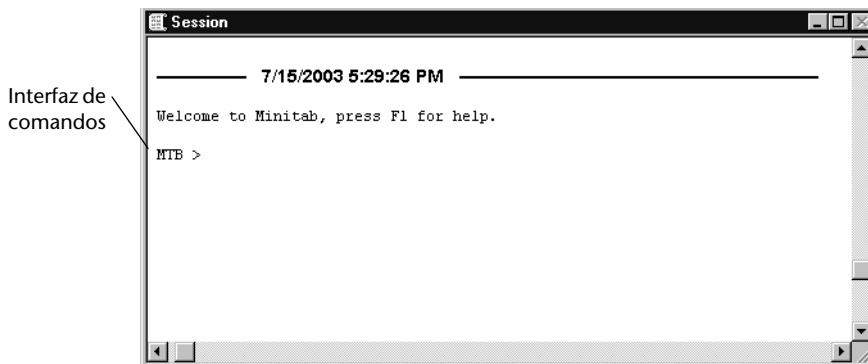 Session
7/15/2003 5:29:26 PM
Interfaz de
comandos
Welcome to Minitab, press F1 for help.
MTB >